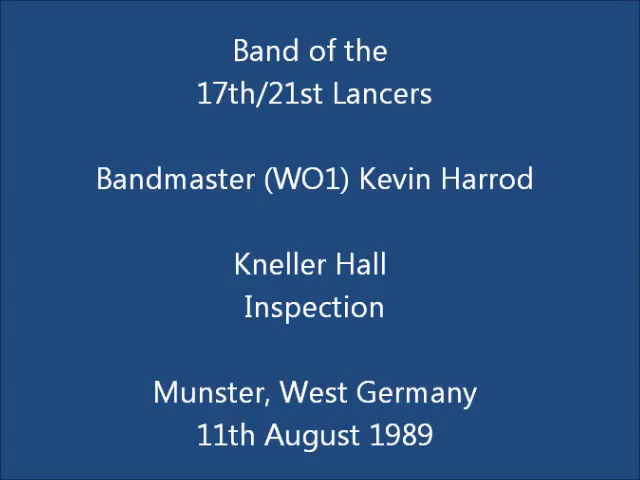 Band of the
17th/21st Lancers
Bandmaster (WO1) Kevin Harrod
Kneller Hall
Inspection
Munster, West Germany
11th August 1989